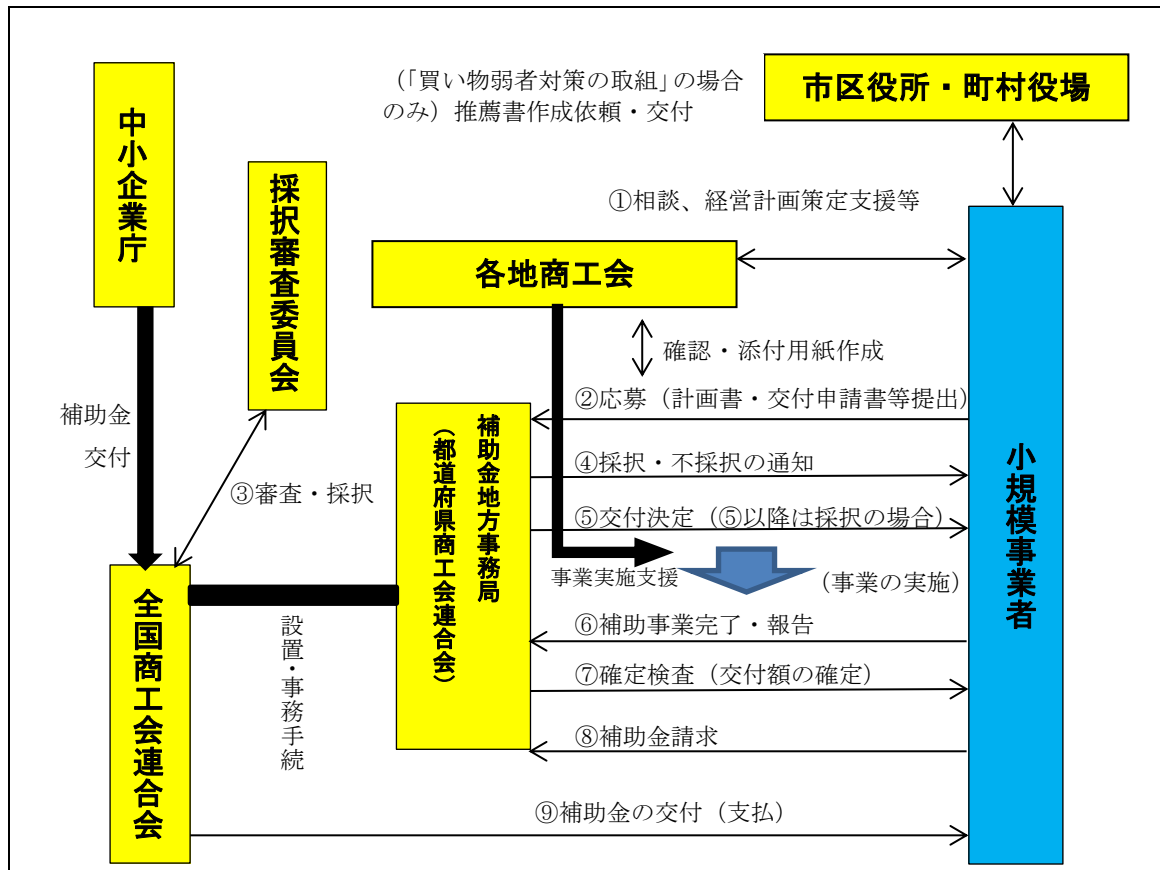 (「買い物弱者対策の取組」の場合
のみ）推薦書作成依頼・交付
市区役所・町村役場
中小企業庁
採択審査委員会
①相談、経営計画策定支援等
各地商工会
確認・添付用紙作成
補助金
交付
②応募（計画書・交付申請書等提出）
③審査・採択
補助金地方事務局
（都道府県商工会連合会）
④採択・不採択の通知
⑤交付決定（⑤以降は採択の場合）
小規模事業者
事業実施支援
(事業の実施）
全国商工会連合会
設置・事務手続
⑥補助事業完了・報告
⑦確定検査（交付額の確定）
⑧補助金請求
⑨補助金の交付（支払）